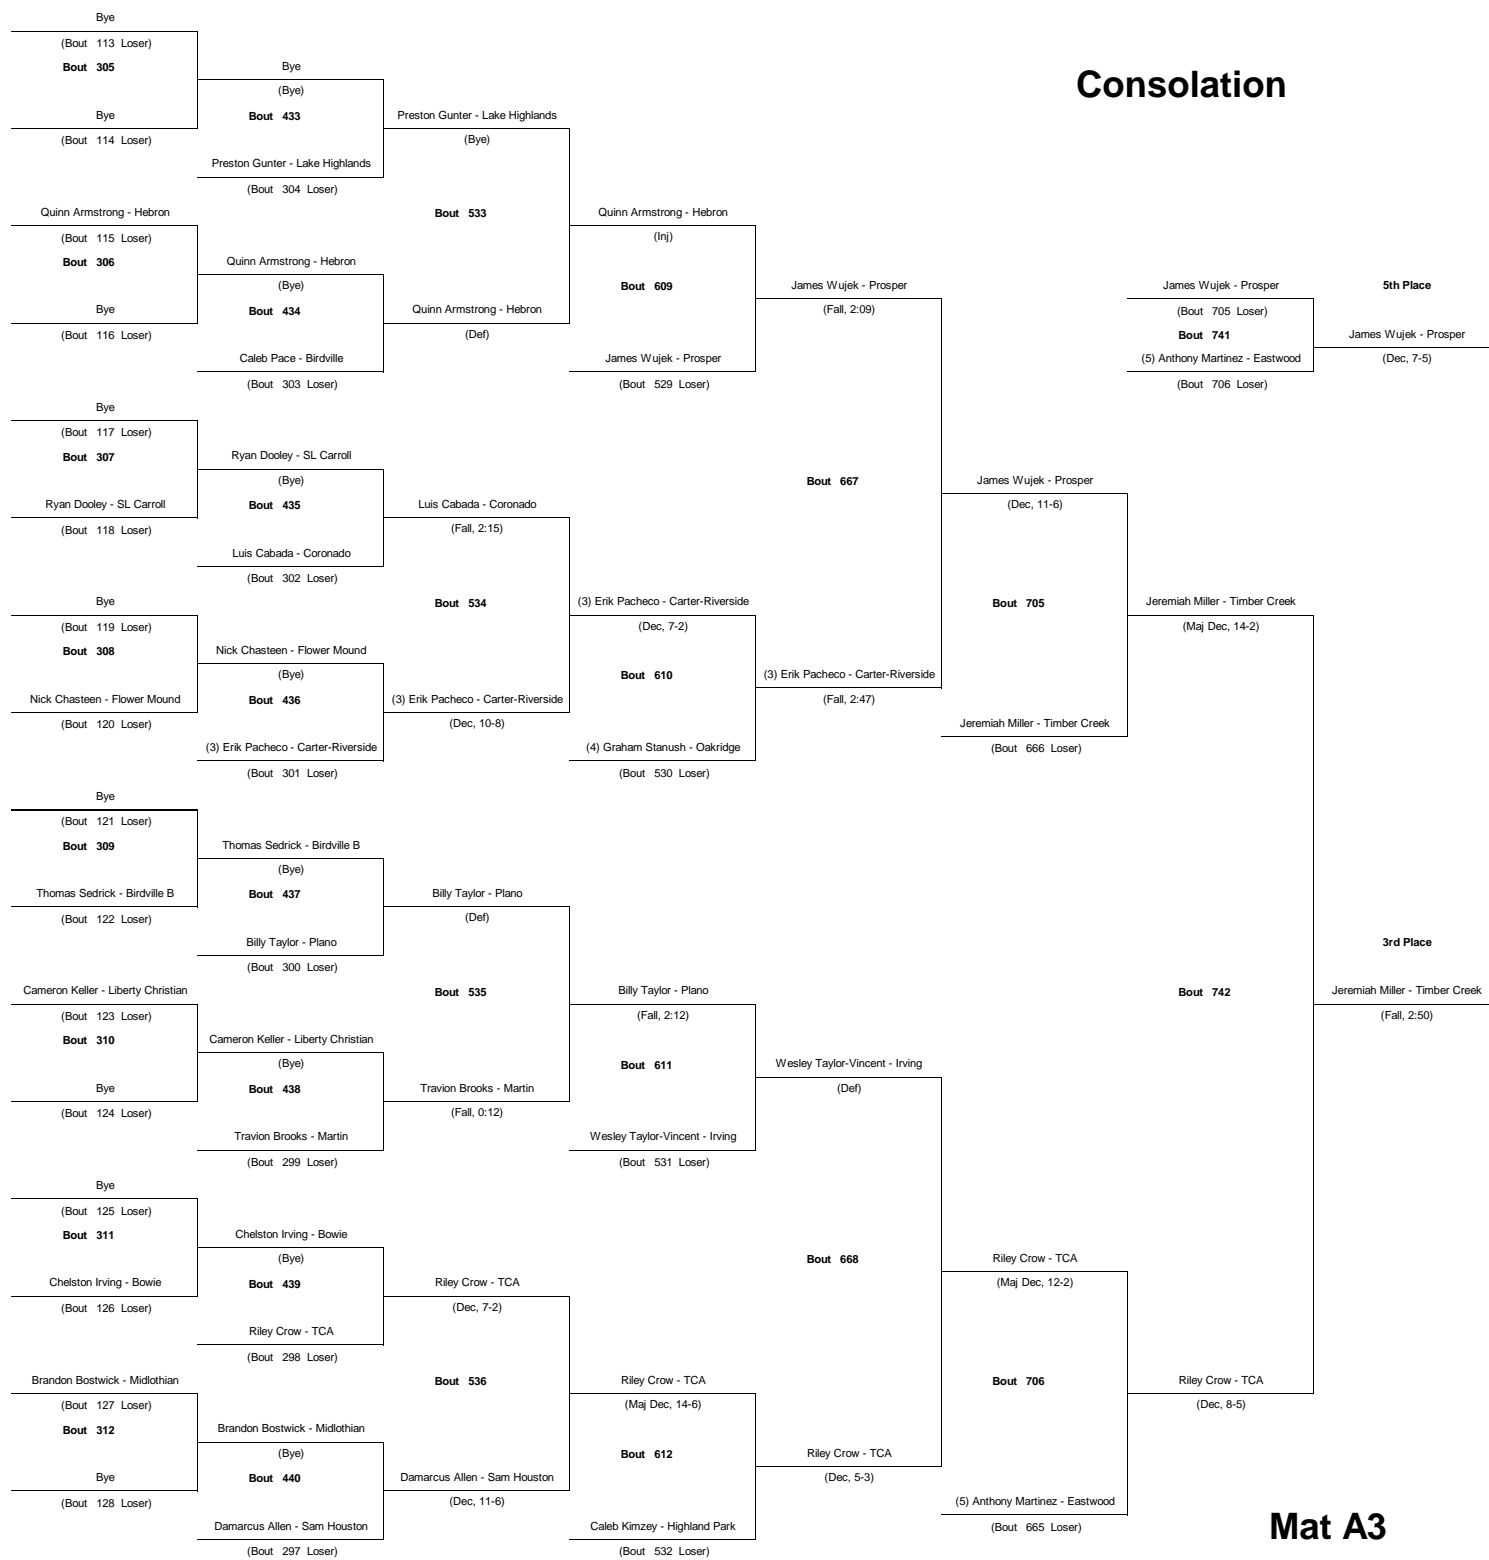 Bye
(Bout 113 Loser)
Bout 305
Bye
(Bout 114 Loser)
Quinn Armstrong - Hebron
(Bout 115 Loser)
Bout 306
Bye
(Bout 116 Loser)
Bye
(Bout 117 Loser)
Bout 307
Ryan Dooley - SL Carroll
(Bout 118 Loser)
Bye
(Bout 119 Loser)
Bout 308
Nick Chasteen - Flower Mound
(Bout 120 Loser)
Bye
(Bout 121 Loser)
Bout 309
Thomas Sedrick - Birdville B
(Bout 122 Loser)
Cameron Keller - Liberty Christian
(Bout 123 Loser)
Bout 310
Bye
(Bout 124 Loser)
Bye
(Bout 125 Loser)
Bout 311
Chelston Irving - Bowie
(Bout 126 Loser)
Brandon Bostwick - Midlothian
(Bout 127 Loser)
Bout 312
Bye
(Bout 128 Loser)
Bye
(Bye)
Bout 433
Preston Gunter - Lake Highlands
(Bout 304 Loser)
Quinn Armstrong - Hebron
(Bye)
Bout 434
Caleb Pace - Birdville
(Bout 303 Loser)
Ryan Dooley - SL Carroll
(Bye)
Bout 435
Luis Cabada - Coronado
(Bout 302 Loser)
Nick Chasteen - Flower Mound
(Bye)
Bout 436
(3) Erik Pacheco - Carter-Riverside
(Bout 301 Loser)
Thomas Sedrick - Birdville B
(Bye)
Bout 437
Billy Taylor - Plano
(Bout 300 Loser)
Cameron Keller - Liberty Christian
(Bye)
Bout 438
Travion Brooks - Martin
(Bout 299 Loser)
Chelston Irving - Bowie
(Bye)
Bout 439
Riley Crow - TCA
(Bout 298 Loser)
Brandon Bostwick - Midlothian
(Bye)
Bout 440
Damarcus Allen - Sam Houston
(Bout 297 Loser)
Preston Gunter - Lake Highlands
(Bye)
Bout 533
Quinn Armstrong - Hebron
(Def)
Luis Cabada - Coronado
(Fall, 2:15)
Bout 534
(3) Erik Pacheco - Carter-Riverside
(Dec, 10-8)
Billy Taylor - Plano
(Def)
Bout 535
Travion Brooks - Martin
(Fall, 0:12)
Riley Crow - TCA
(Dec, 7-2)
Bout 536
Damarcus Allen - Sam Houston
(Dec, 11-6)
Quinn Armstrong - Hebron
(Inj)
Bout 609
James Wujek - Prosper
(Bout 529 Loser)
(3) Erik Pacheco - Carter-Riverside
(Dec, 7-2)
Bout 610
(4) Graham Stanush - Oakridge
(Bout 530 Loser)
Billy Taylor - Plano
(Fall, 2:12)
Bout 611
Wesley Taylor-Vincent - Irving
(Bout 531 Loser)
Riley Crow - TCA
(Maj Dec, 14-6)
Bout 612
Caleb Kimzey - Highland Park
(Bout 532 Loser)
James Wujek - Prosper
(Fall, 2:09)
Bout 667
(3) Erik Pacheco - Carter-Riverside
(Fall, 2:47)
Wesley Taylor-Vincent - Irving
(Def)
Bout 668
Riley Crow - TCA
(Dec, 5-3)
James Wujek - Prosper
(Dec, 11-6)
Bout 705
Jeremiah Miller - Timber Creek
(Bout 666 Loser)
Riley Crow - TCA
(Maj Dec, 12-2)
Bout 706
(5) Anthony Martinez - Eastwood
(Bout 665 Loser)
Consolation
James Wujek - Prosper
(Bout 705 Loser)
Bout 741
(5) Anthony Martinez - Eastwood
(Bout 706 Loser)
5th Place
James Wujek - Prosper
(Dec, 7-5)
Jeremiah Miller - Timber Creek
(Maj Dec, 14-2)
Bout 742
Riley Crow - TCA
(Dec, 8-5)
3rd Place
Jeremiah Miller - Timber Creek
(Fall, 2:50)
Mat A3